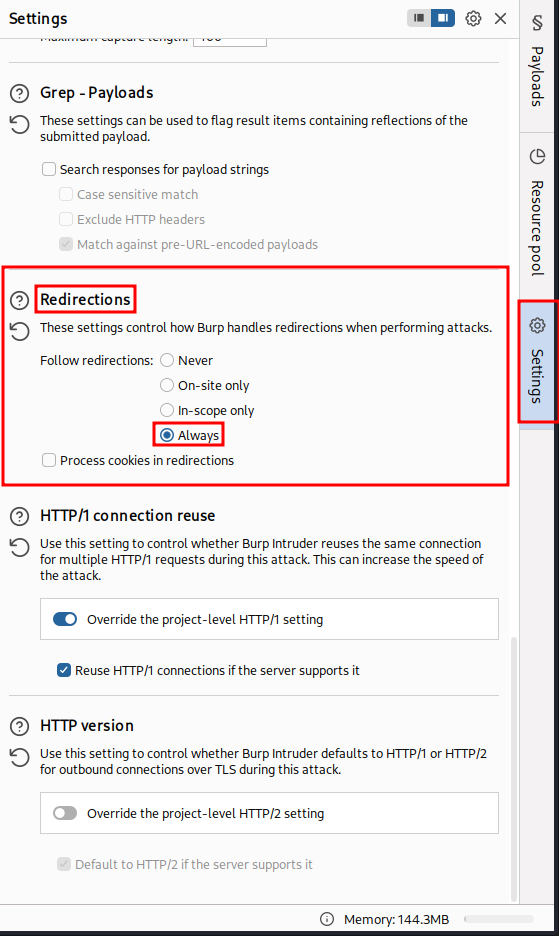 Settings
Maximum capture length: 100
Grep - Payloads
These settings can be used to flag result items containing reflections of the
submitted payload.
Search responses for payload strings
Case sensitive match
Exclude HTTP headers
Match against pre-URL-encoded payloads
Redirections
These settings control how Burp handles redirections when performing attacks.
Follow redirections: Never
On-site only
In-scope only
Always
Process cookies in redirections
HTTP/1 connection reuse
Use this setting to control whether Burp Intruder reuses the same connection
for multiple HTTP/1 requests during this attack. This can increase the speed of
the attack.
Override the project-level HTTP/1 setting
Reuse HTTP/1 connections if the server supports it
HTTP version
Use this setting to control whether Burp Intruder defaults to HTTP/1 or HTTP/2
for outbound connections over TLS during this attack.
Override the project-level HTTP/2 setting
Default to HTTP/2 if the server supports it
Memory: 144.3MB
Payloads
Resource pool
Settings